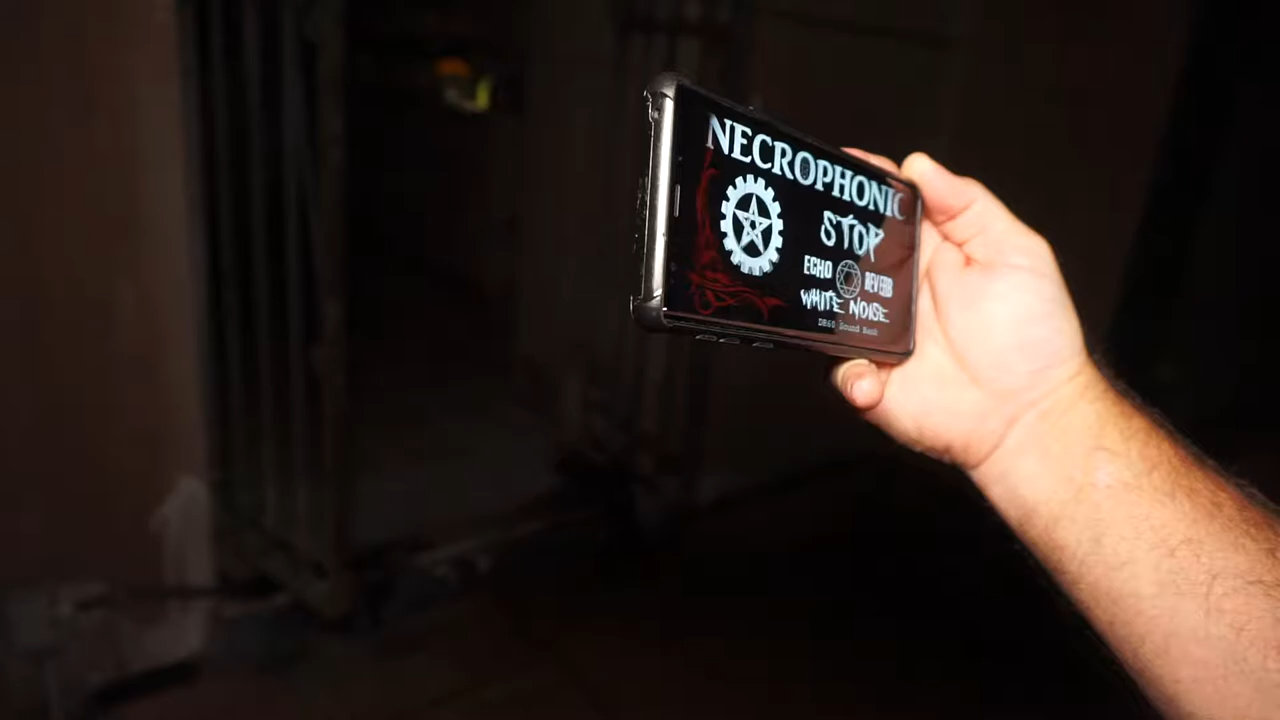 NECROPHONIC
STOP
ECHO REVERB
WHITE NOISE
DB60 Sound Bank